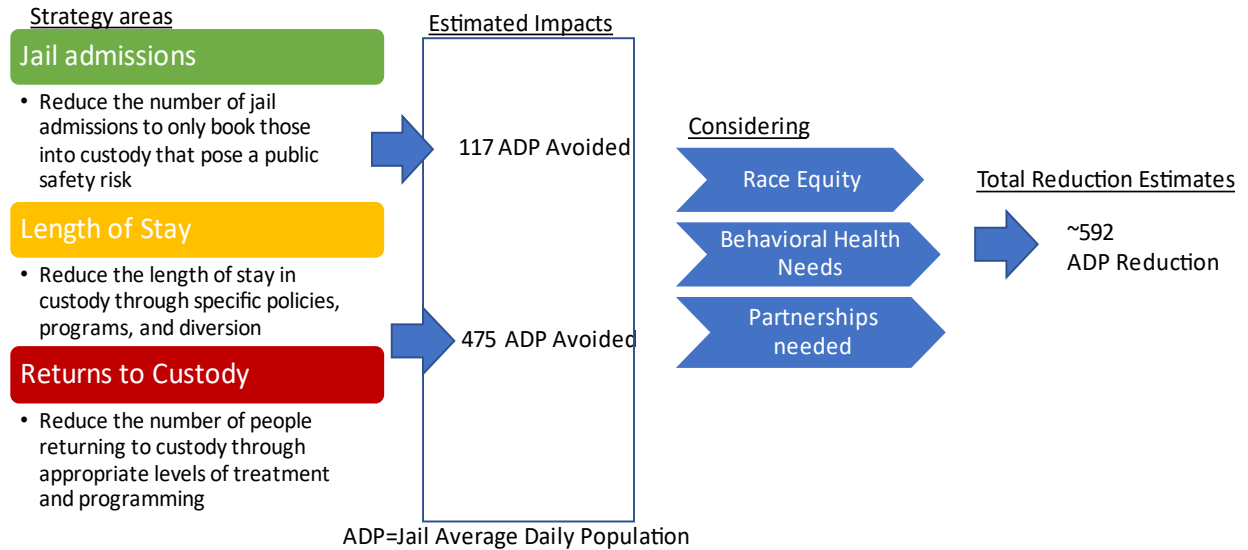 Strategy areas
Jail admissions
• Reduce the number of jail
admissions to only book those
into custody that pose a public
safety risk
Length of Stay
• Reduce the length of stay in
custody through specific policies,
programs, and diversion
Returns to Custody
• Reduce the number of people
returning to custody through
appropriate levels of treatment
and programming
Estimated Impacts
117 ADP Avoided
475 ADP Avoided
ADP=Jail Average Daily Population
Considering
Race Equity
Behavioral Health
Needs
Partnerships
needed
Total Reduction Estimates
~592
ADP Reduction